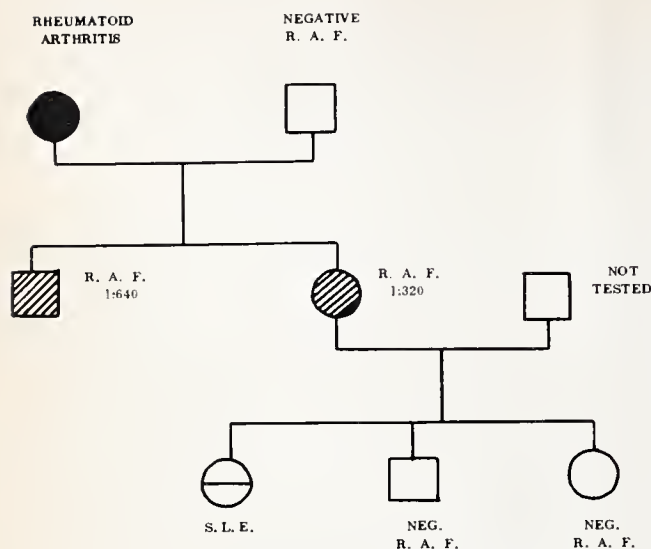 RHEUMATOID
ARTHRITIS
NEGATIVE
R. A. F.
R. A. F.
1:640
R. A. F.
1:320
NOT
TESTED
S. L. E.
NEG.
R. A. F.
NEG.
R. A. F.